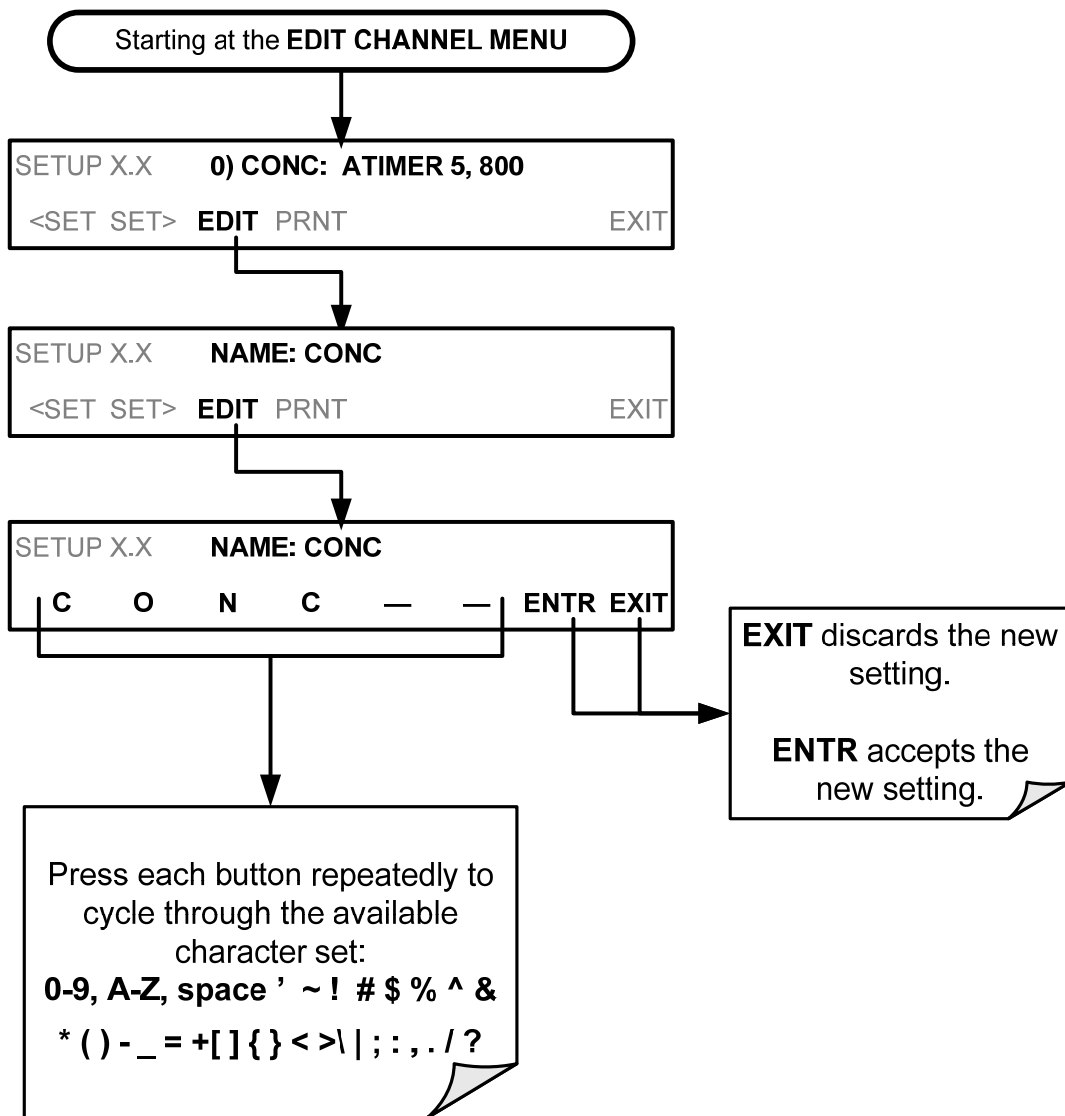 Starting at the EDIT CHANNEL MENU
SETUP X.X 0) CONC: ATIMER 5, 800
<SET SET> EDIT PRNT EXIT
SETUP X.X NAME: CONC
<SET SET> EDIT PRNT EXIT
SETUP X.X NAME: CONC
C O N C — — ENTR EXIT
EXIT discards the new
setting.
ENTR accepts the
new setting.
Press each button repeatedly to
cycle through the available
character set:
0-9, A-Z, space ’ ~ ! # $ % ^ &
* ( ) - _ = +[ ] { } < >\ | ; : , . / ?